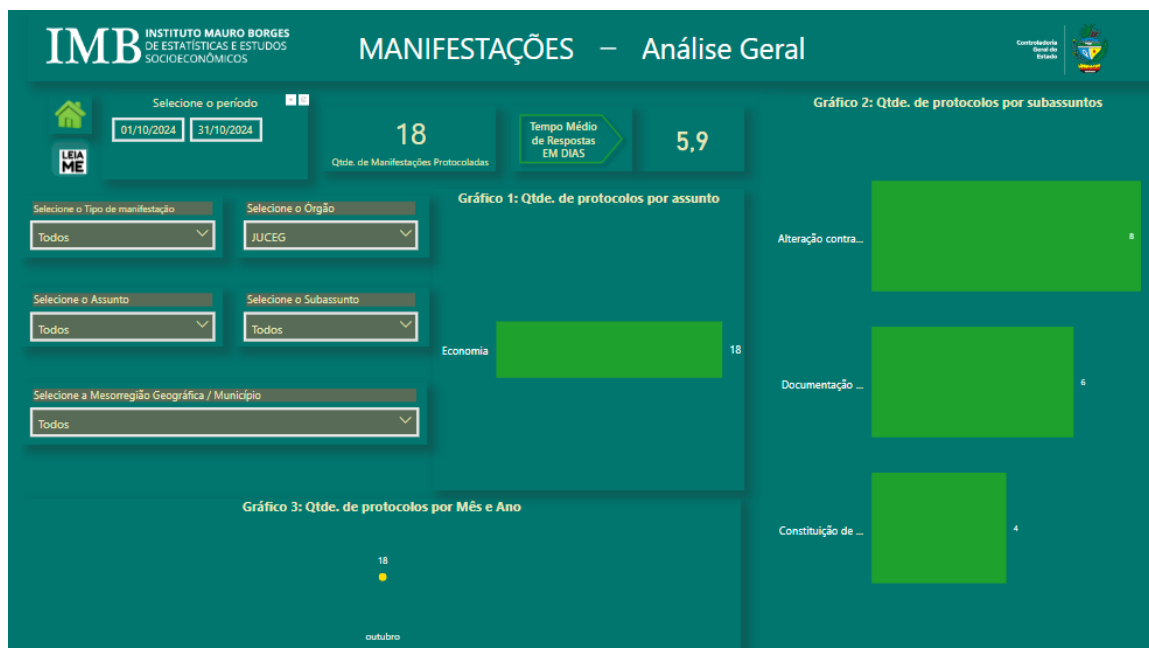 IMB
INSTITUTO MAURO BORGES
DE ESTATÍSTICAS E ESTUDOS
SOCIOECONÔMICOS
MANIFESTAÇÕES – Análise Geral
Controladoria
Geral do
Estado
Selecione o período
01/10/2024 31/10/2024
LEIA
ME
18
Qtde. de Manifestações Protocoladas
Tempo Médio
de Respostas
EM DIAS
5,9
Selecione o Tipo de manifestação
Todos
Selecione o Órgão
JUCEG
Selecione o Assunto
Todos
Selecione o Subassunto
Todos
Selecione a Mesorregião Geográfica / Município
Todos
Gráfico 1: Qtde. de protocolos por assunto
Economia 18
Gráfico 2: Qtde. de protocolos por subassuntos
Alteração contra... 8
Documentação ... 6
Constituição de ... 4
Gráfico 3: Qtde. de protocolos por Mês e Ano
18
outubro